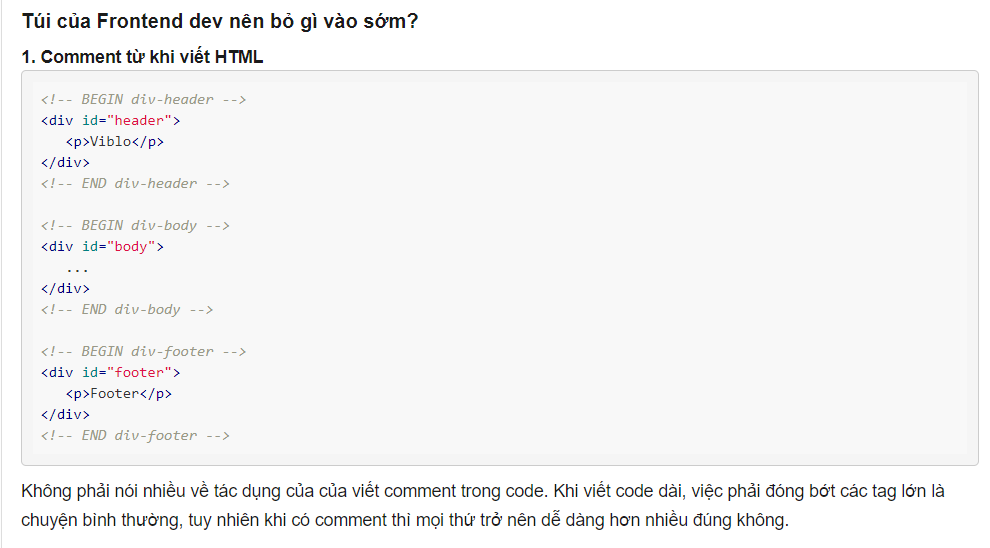 Túi của Frontend dev nên bỏ gì vào sớm?
1. Comment từ khi viết HTML
<!-- BEGIN div-header -->
<div id="header">
   <p>Viblo</p>
</div>
<!-- END div-header -->

<!-- BEGIN div-body -->
<div id="body">
   ...
</div>
<!-- END div-body -->

<!-- BEGIN div-footer -->
<div id="footer">
   <p>Footer</p>
</div>
<!-- END div-footer -->
Không phải nói nhiều về tác dụng của của viết comment trong code. Khi viết code dài, việc phải đóng bớt các tag lớn là
chuyện bình thường, tuy nhiên khi có comment thì mọi thứ trở nên dễ dàng hơn nhiều đúng không.